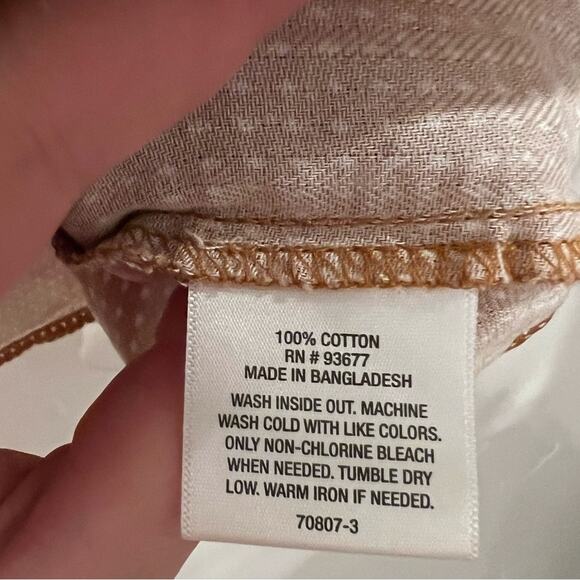 100% COTTON
RN # 93677
MADE IN BANGLADESH
WASH INSIDE OUT. MACHINE
WASH COLD WITH LIKE COLORS.
ONLY NON-CHLORINE BLEACH
WHEN NEEDED. TUMBLE DRY
LOW. WARM IRON IF NEEDED.
70807-3